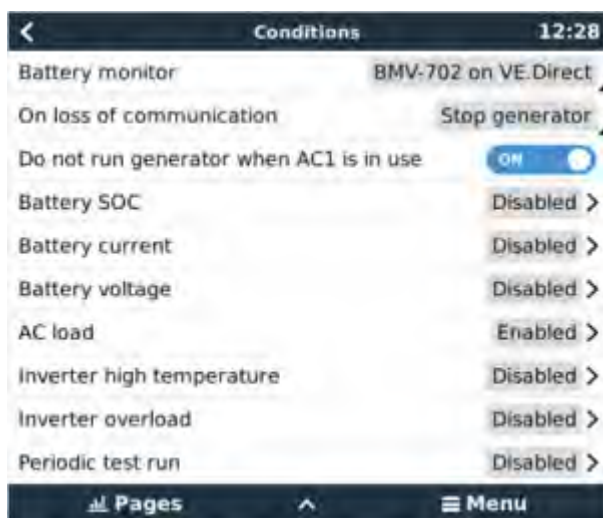 Conditions 12:28
Battery monitor BMV-702 on VE.Direct
On loss of communication Stop generator
Do not run generator when AC1 is in use ON
Battery SOC Disabled
Battery current Disabled
Battery voltage Disabled
AC load Enabled
Inverter high temperature Disabled
Inverter overload Disabled
Periodic test run Disabled
Pages Menu